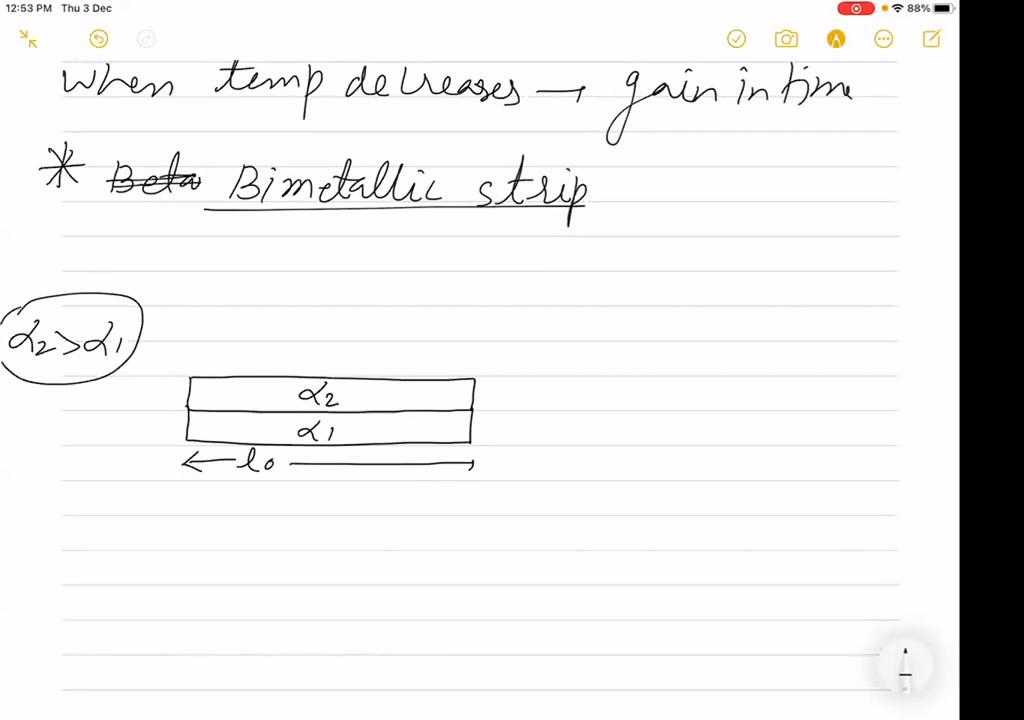 12:53 PM Thu 3 Dec 88%
when temp decreases → gain in time
* Beta Bimetallic strip
α2>α1
α2
α1
l0